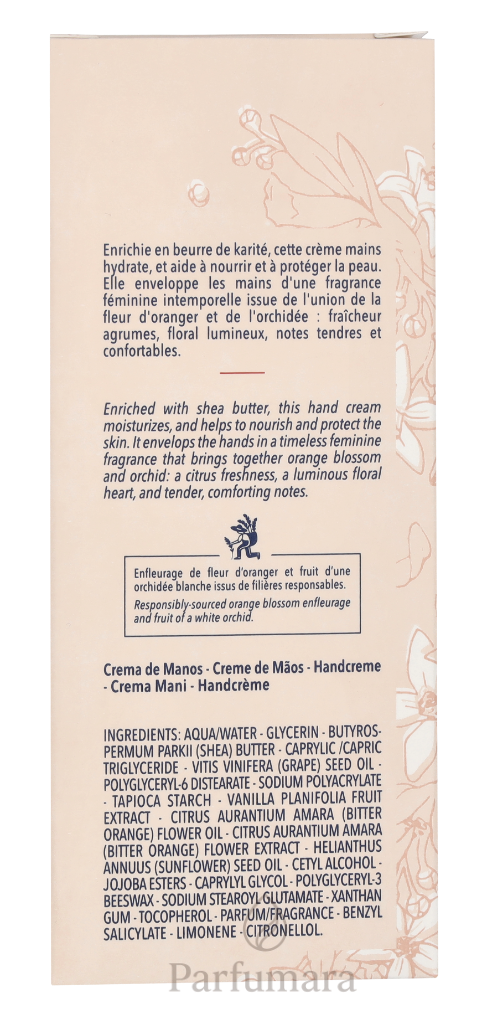 Enrichie en beurre de karité, cette crème mains
hydrate, et aide à nourrir et à protéger la peau.
Elle enveloppe les mains d'une fragrance
féminine intemporelle issue de l'union de la
fleur d'oranger et de l'orchidée : fraîcheur
agrumes, floral lumineux, notes tendres et
confortables.
Enriched with shea butter, this hand cream
moisturizes, and helps to nourish and protect the
skin. It envelops the hands in a timeless feminine
fragrance that brings together orange blossom
and orchid: a citrus freshness, a luminous floral
heart, and tender, comforting notes.
Enfleurage de fleur d'oranger et fruit d'une
orchidée blanche issus de filières responsables.
Responsibly-sourced orange blossom enfleurage
and fruit of a white orchid.
Crema de Manos - Creme de Mãos - Handcreme
- Crema Mani - Handcrème
INGREDIENTS: AQUA/WATER - GLYCERIN - BUTYROS-
PERMUM PARKII (SHEA) BUTTER - CAPRYLIC /CAPRIC
TRIGLYCERIDE - VITIS VINIFERA (GRAPE) SEED OIL -
POLYGLYCERYL-6 DISTEARATE - SODIUM POLYACRYLATE
- TAPIOCA STARCH - VANILLA PLANIFOLIA FRUIT
EXTRACT - CITRUS AURANTIUM AMARA (BITTER
ORANGE) FLOWER OIL - CITRUS AURANTIUM AMARA
(BITTER ORANGE) FLOWER EXTRACT - HELIANTHUS
ANNUUS (SUNFLOWER) SEED OIL - CETYL ALCOHOL -
JOJOBA ESTERS - CAPRYLYL GLYCOL - POLYGLYCERYL-3
BEESWAX - SODIUM STEAROYL GLUTAMATE - XANTHAN
GUM - TOCOPHEROL - PARFUM/FRAGRANCE - BENZYL
SALICYLATE - LIMONENE - CITRONELLOL.
Parfumara